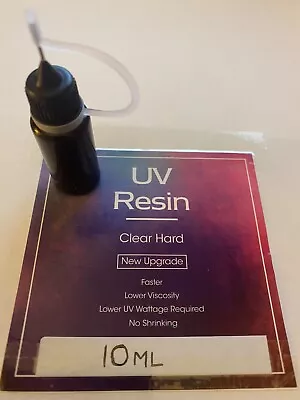 UV
Resin
Clear Hard
New Upgrade
Faster
Lower Viscosity
Lower UV Wattage Required
No Shrinking
10ML